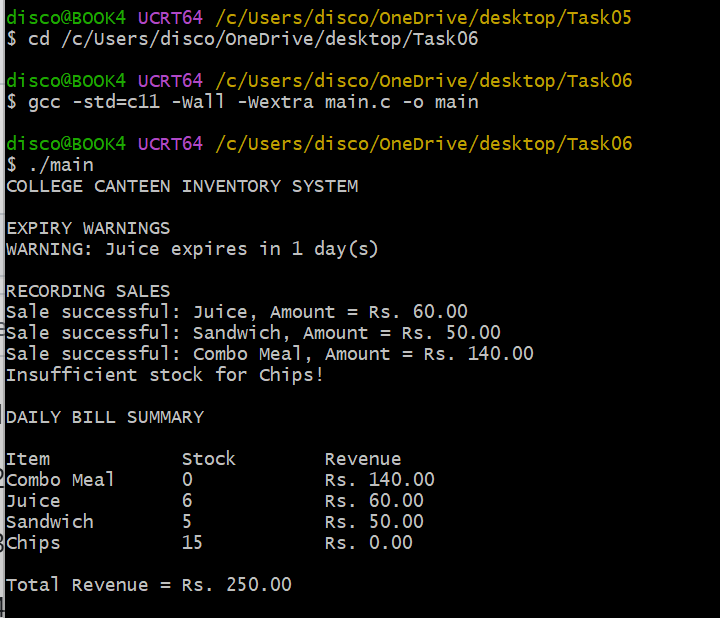 disco@BOOK4 UCRT64 /c/Users/disco/OneDrive/desktop/Task05
$ cd /c/Users/disco/OneDrive/desktop/Task06
disco@BOOK4 UCRT64 /c/Users/disco/OneDrive/desktop/Task06
$ gcc -std=c11 -Wall -Wextra main.c -o main
disco@BOOK4 UCRT64 /c/Users/disco/OneDrive/desktop/Task06
$ ./main
COLLEGE CANTEEN INVENTORY SYSTEM
EXPIRY WARNINGS
WARNING: Juice expires in 1 day(s)
RECORDING SALES
Sale successful: Juice, Amount = Rs. 60.00
Sale successful: Sandwich, Amount = Rs. 50.00
Sale successful: Combo Meal, Amount = Rs. 140.00
Insufficient stock for Chips!
DAILY BILL SUMMARY
Item Stock Revenue
Combo Meal 0 Rs. 140.00
Juice 6 Rs. 60.00
Sandwich 5 Rs. 50.00
Chips 15 Rs. 0.00
Total Revenue = Rs. 250.00